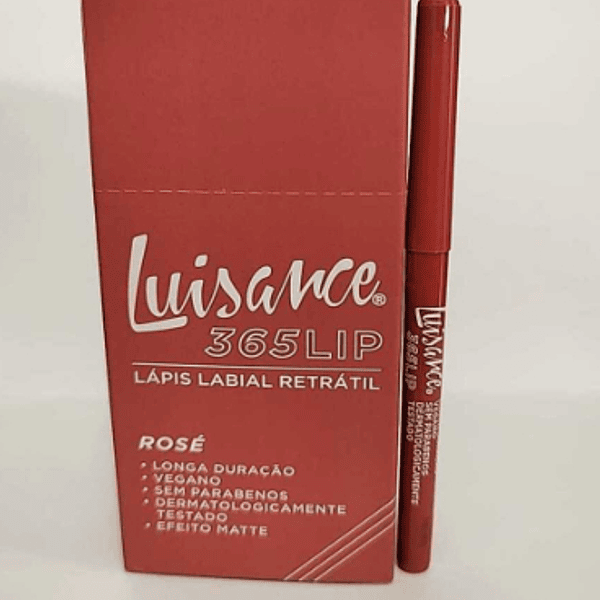 Luisance®
365LIP
LÁPIS LABIAL RETRÁTIL
ROSÉ
• LONGA DURAÇÃO
• VEGANO
• SEM PARABENOS
• DERMATOLOGICAMENTE
TESTADO
• EFEITO MATTE
Luisance®
365LIP
VEGANO
SEM PARABENOS
DERMATOLOGICAMENTE
TESTADO